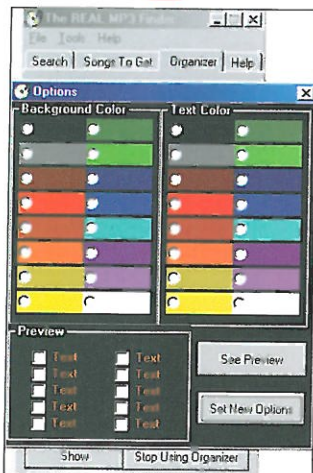 The REAL MP3 Finder
File Tools Help
Search Songs To Get Organizer Help
Options
Background Color Text Color
Preview
Text Text
Text Text
Text Text
Text Text
Text Text
See Preview
Set New Options
Show Stop Using Organizer